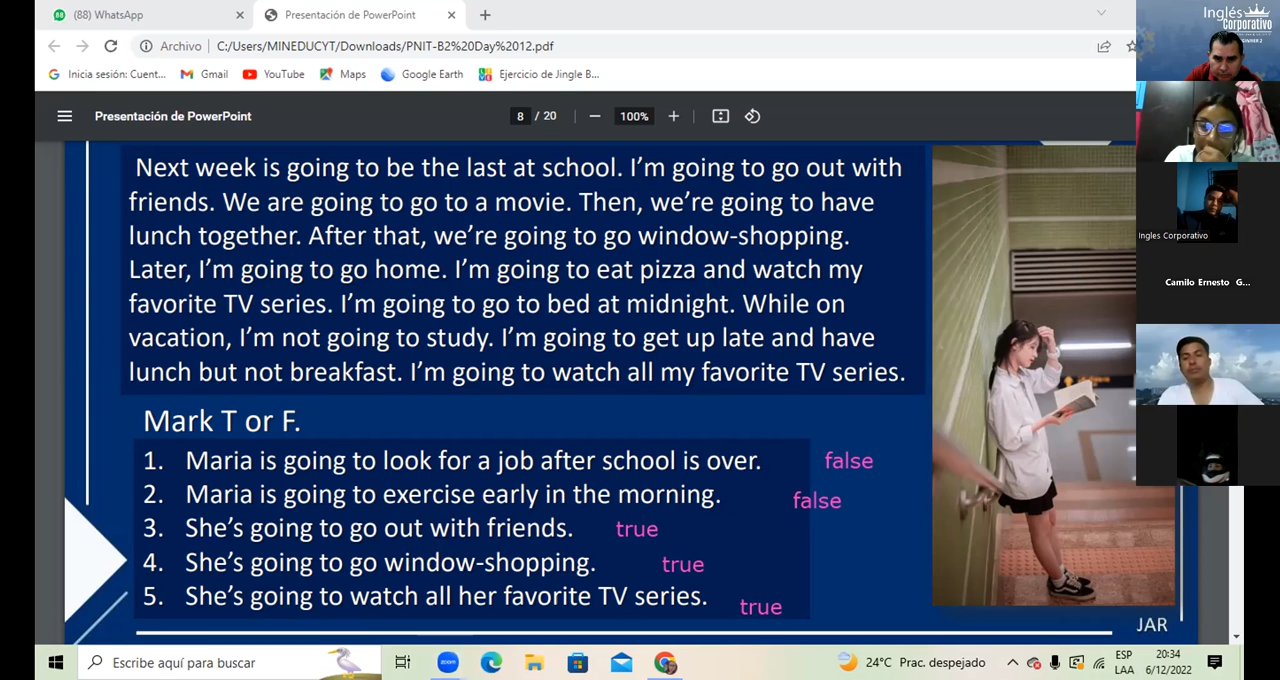 (88) WhatsApp
Presentación de PowerPoint
Archivo
C:/Users/MINEDUCYT/Downloads/PNIT-B2%20Day%2012.pdf
Inicia sesión: Cuent...
Gmail
YouTube
Maps
Google Earth
Ejercicio de Jingle B...
Presentación de PowerPoint
8 / 20
100%
Next week is going to be the last at school. I'm going to go out with
friends. We are going to go to a movie. Then, we're going to have
lunch together. After that, we're going to go window-shopping.
Later, I'm going to go home. I'm going to eat pizza and watch my
favorite TV series. I'm going to go to bed at midnight. While on
vacation, I'm not going to study. I'm going to get up late and have
lunch but not breakfast. I'm going to watch all my favorite TV series.
Mark T or F.
1. Maria is going to look for a job after school is over. false
2. Maria is going to exercise early in the morning. false
3. She's going to go out with friends. true
4. She's going to go window-shopping. true
5. She's going to watch all her favorite TV series. true
JAR
Inglés
Corporativo
Ingles Corporativo
Camilo Ernesto G...
Escribe aquí para buscar
zoom
24°C Prac. despejado
ESP
LAA
20:34
6/12/2022